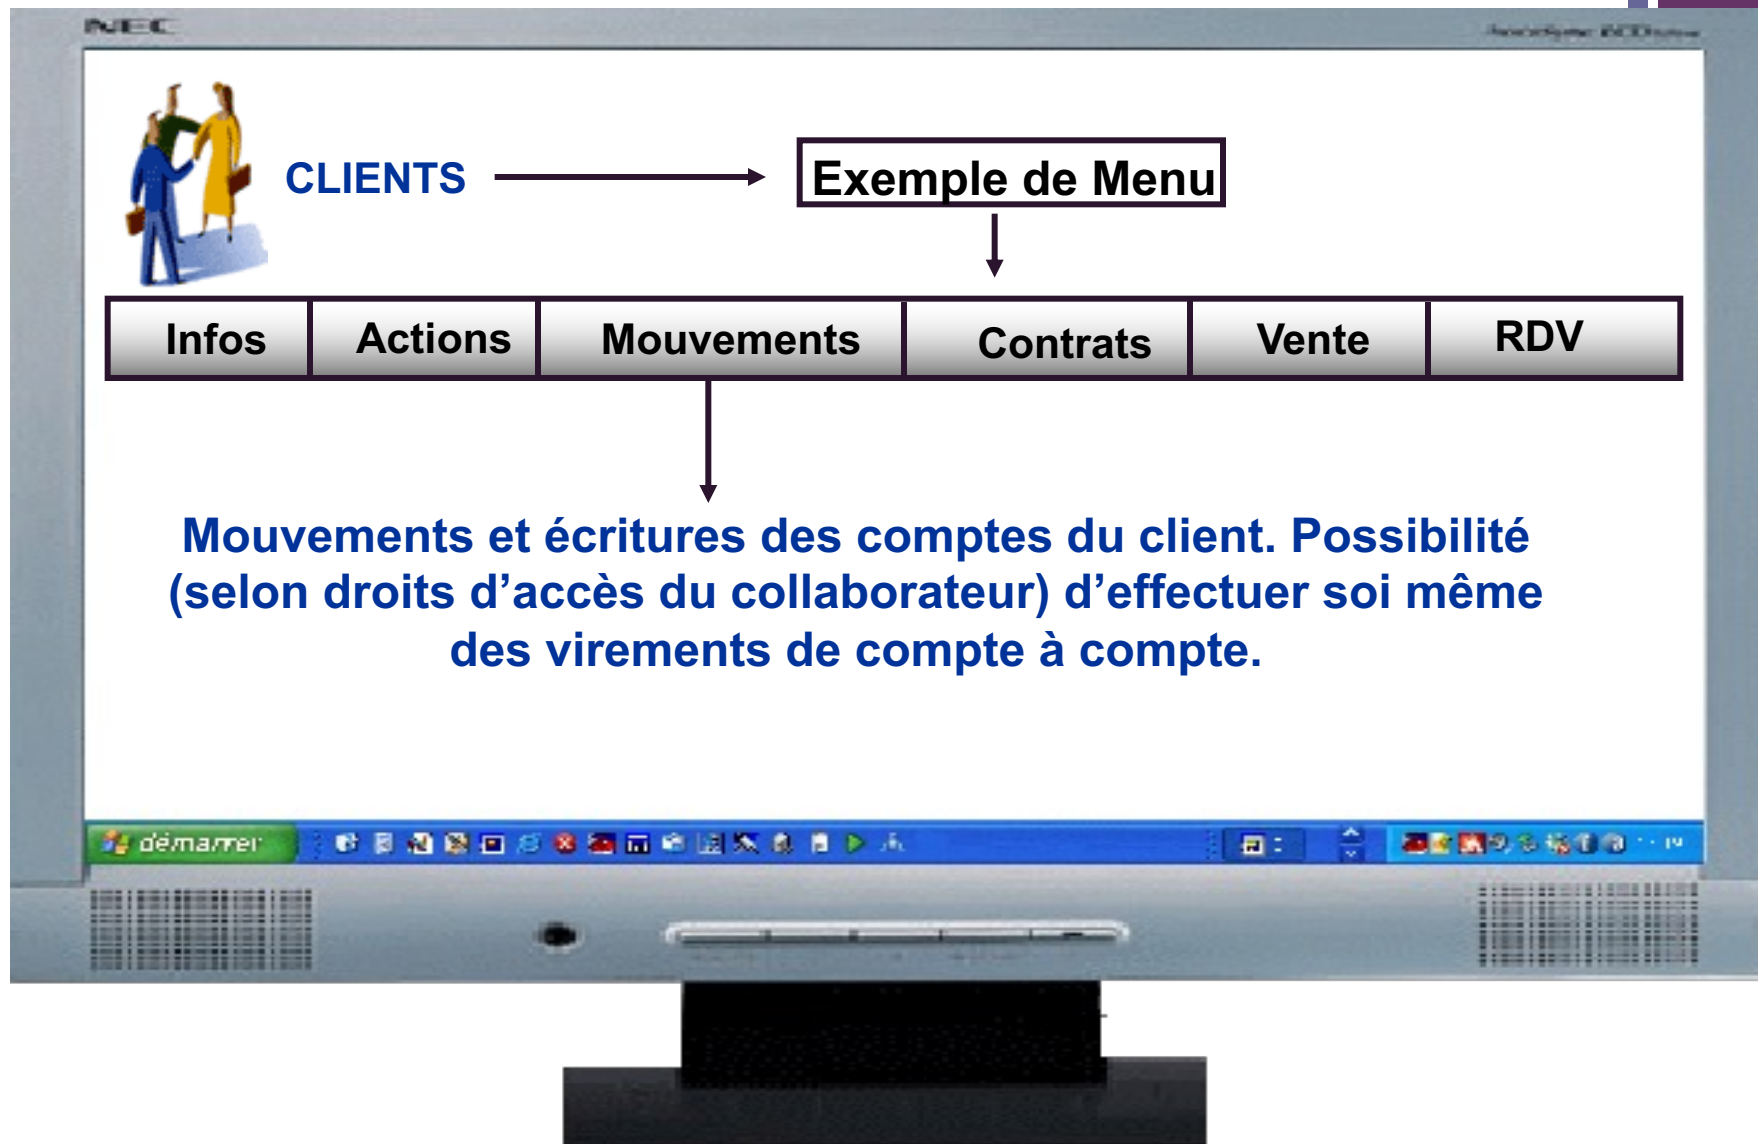 NEC
CLIENTS
Exemple de Menu
Infos
Actions
Mouvements
Contrats
Vente
RDV
Mouvements et écritures des comptes du client. Possibilité
(selon droits d’accès du collaborateur) d’effectuer soi même
des virements de compte à compte.
démarrer